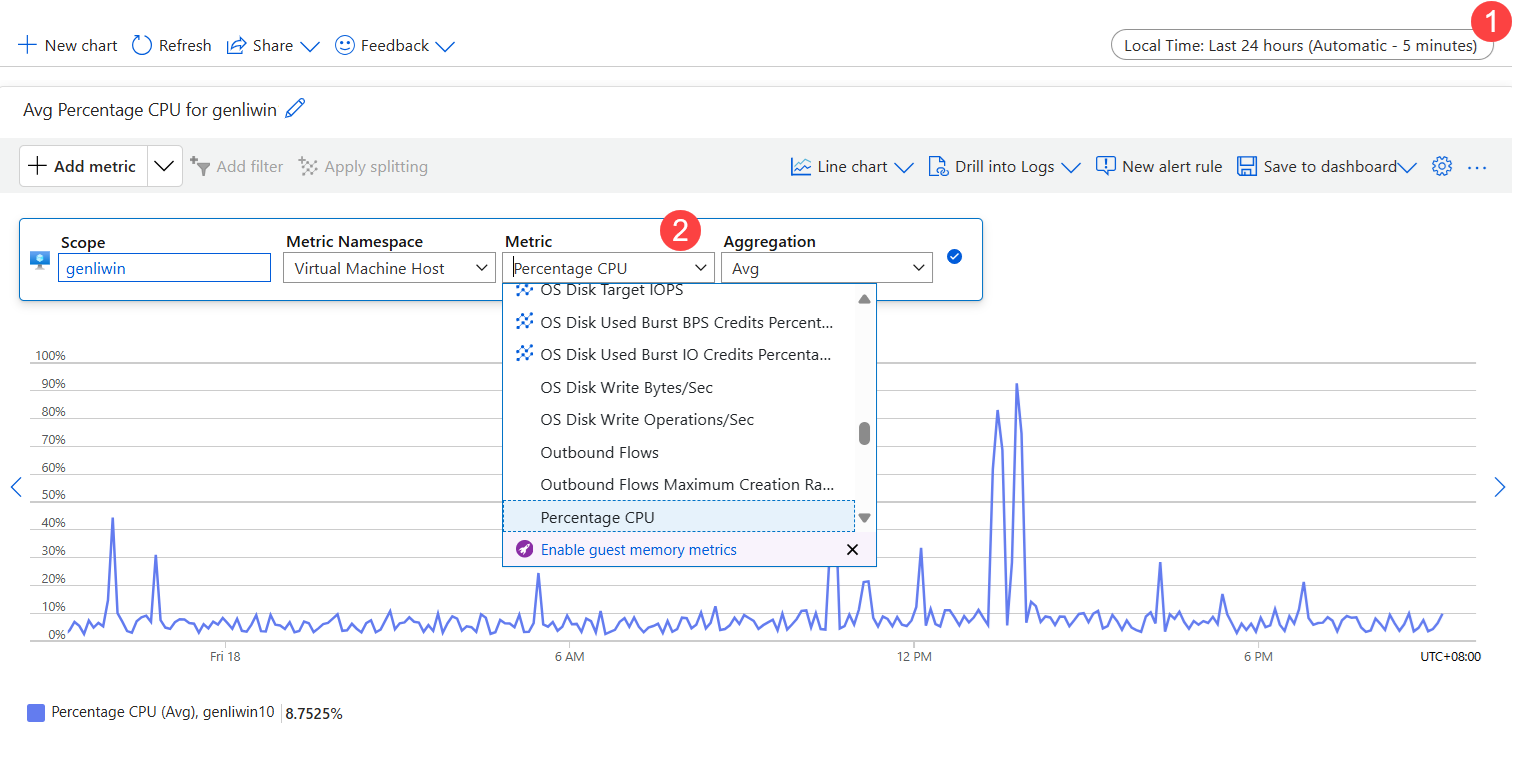 1
New chart Refresh Share Feedback Local Time: Last 24 hours (Automatic - 5 minutes)
Avg Percentage CPU for genliwin
Add metric Add filter Apply splitting Line chart Drill into Logs New alert rule Save to dashboard ...
2
Scope Metric Namespace Metric Aggregation
genliwin Virtual Machine Host Percentage CPU Avg
OS Disk Target IOPS
OS Disk Used Burst BPS Credits Percent...
OS Disk Used Burst IO Credits Percenta...
OS Disk Write Bytes/Sec
OS Disk Write Operations/Sec
Outbound Flows
Outbound Flows Maximum Creation Ra...
Percentage CPU
Enable guest memory metrics
100%
90%
80%
70%
60%
50%
40%
30%
20%
10%
0%
Fri 18 6 AM 12 PM 6 PM UTC+08:00
Percentage CPU (Avg), genliwin10 8.7525%